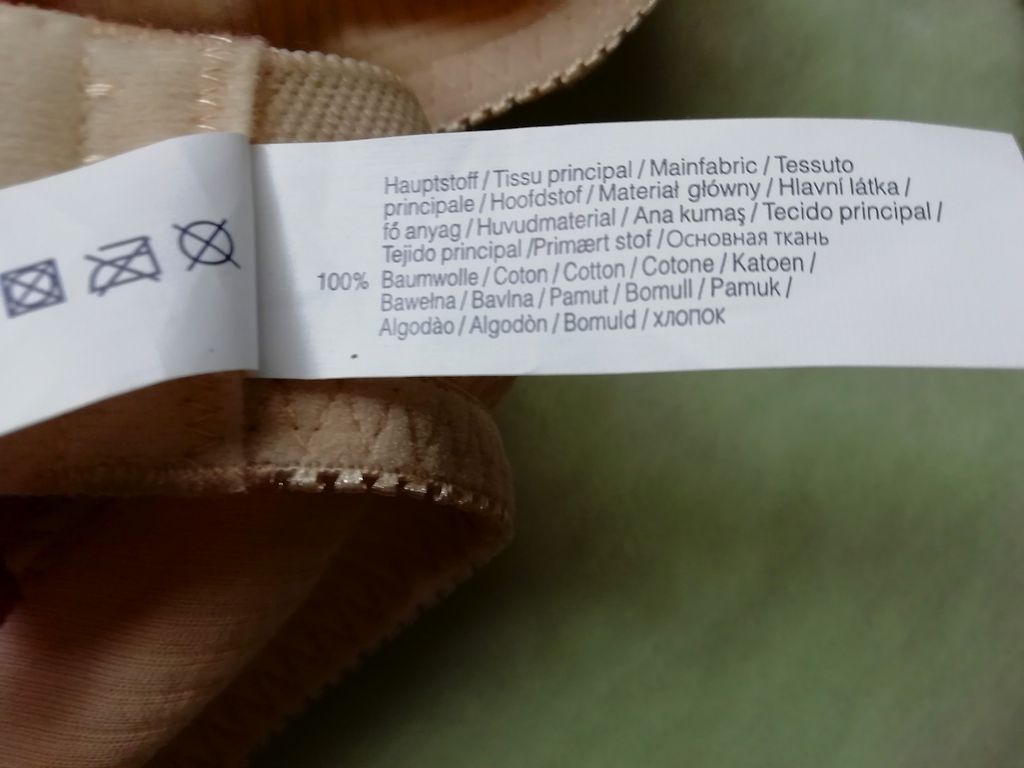 Hauptstoff / Tissu principal / Mainfabric / Tessuto
principale / Hoofdstof / Materiał główny / Hlavní látka /
fő anyag / Huvudmaterial / Ana kumaş / Tecido principal /
Tejido principal /Primært stof /Основная ткань
100% Baumwolle / Coton / Cotton / Cotone / Katoen /
Bawełna / Bavlna / Pamut / Bomull / Pamuk /
Algodào / Algodòn / Bomuld / хлопок